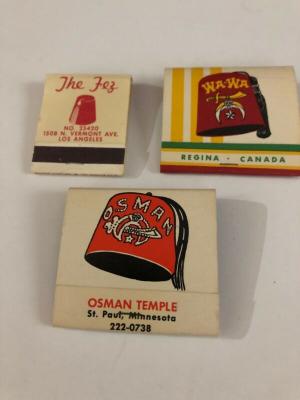 The Fez
NO. 25420
1508 N. VERMONT AVE.
LOS ANGELES
WA-WA
REGINA - CANADA
OSMAN
OSMAN TEMPLE
St. Paul, Minnesota
222-0738